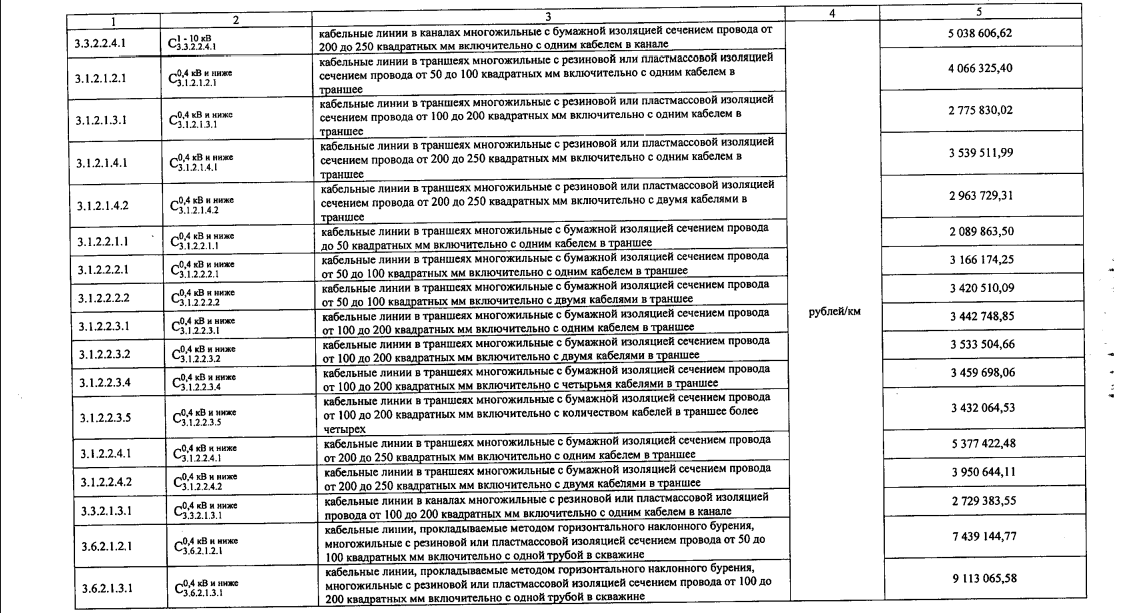 1 2 3 4 5
3.3.2.2.4.1 C 1 - 10 кВ 3.3.2.2.4.1 кабельные линии в каналах многожильные с бумажной изоляцией сечением провода от 5 038 606,62
200 до 250 квадратных мм включительно с одним кабелем в канале
3.1.2.1.2.1 C 0,4 кВ и ниже 3.1.2.1.2.1 кабельные линии в траншеях многожильные с резиновой или пластмассовой изоляцией 4 066 325,40
сечением провода от 50 до 100 квадратных мм включительно с одним кабелем в
траншее
3.1.2.1.3.1 C 0,4 кВ и ниже 3.1.2.1.3.1 кабельные линии в траншеях многожильные с резиновой или пластмассовой изоляцией 2 775 830,02
сечением провода от 100 до 200 квадратных мм включительно с одним кабелем в
траншее
3.1.2.1.4.1 C 0,4 кВ и ниже 3.1.2.1.4.1 кабельные линии в траншеях многожильные с резиновой или пластмассовой изоляцией 3 539 511,99
сечением провода от 200 до 250 квадратных мм включительно с одним кабелем в
траншее
3.1.2.1.4.2 C 0,4 кВ и ниже 3.1.2.1.4.2 кабельные линии в траншеях многожильные с резиновой или пластмассовой изоляцией 2 963 729,31
сечением провода от 200 до 250 квадратных мм включительно с двумя кабелями в
траншее
3.1.2.2.1.1 C 0,4 кВ и ниже 3.1.2.2.1.1 кабельные линии в траншеях многожильные с бумажной изоляцией сечением провода 2 089 863,50
до 50 квадратных мм включительно с одним кабелем в траншее
3.1.2.2.2.1 C 0,4 кВ и ниже 3.1.2.2.2.1 кабельные линии в траншеях многожильные с бумажной изоляцией сечением провода 3 166 174,25
от 50 до 100 квадратных мм включительно с одним кабелем в траншее
3.1.2.2.2.2 C 0,4 кВ и ниже 3.1.2.2.2.2 кабельные линии в траншеях многожильные с бумажной изоляцией сечением провода 3 420 510,09
от 50 до 100 квадратных мм включительно с двумя кабелями в траншее
3.1.2.2.3.1 C 0,4 кВ и ниже 3.1.2.2.3.1 кабельные линии в траншеях многожильные с бумажной изоляцией сечением провода рублей/км 3 442 748,85
от 100 до 200 квадратных мм включительно с одним кабелем в траншее
3.1.2.2.3.2 C 0,4 кВ и ниже 3.1.2.2.3.2 кабельные линии в траншеях многожильные с бумажной изоляцией сечением провода 3 533 504,66
от 100 до 200 квадратных мм включительно с двумя кабелями в траншее
3.1.2.2.3.4 C 0,4 кВ и ниже 3.1.2.2.3.4 кабельные линии в траншеях многожильные с бумажной изоляцией сечением провода 3 459 698,06
от 100 до 200 квадратных мм включительно с четырьмя кабелями в траншее
3.1.2.2.3.5 C 0,4 кВ и ниже 3.1.2.2.3.5 кабельные линии в траншеях многожильные с бумажной изоляцией сечением провода 3 432 064,53
от 100 до 200 квадратных мм включительно с количеством кабелей в траншее более
четырех
3.1.2.2.4.1 C 0,4 кВ и ниже 3.1.2.2.4.1 кабельные линии в траншеях многожильные с бумажной изоляцией сечением провода 5 377 422,48
от 200 до 250 квадратных мм включительно с одним кабелем в траншее
3.1.2.2.4.2 C 0,4 кВ и ниже 3.1.2.2.4.2 кабельные линии в траншеях многожильные с бумажной изоляцией сечением провода 3 950 644,11
от 200 до 250 квадратных мм включительно с двумя кабелями в траншее
3.3.2.1.3.1 C 0,4 кВ и ниже 3.3.2.1.3.1 кабельные линии в каналах многожильные с резиновой или пластмассовой изоляцией 2 729 383,55
провода от 100 до 200 квадратных мм включительно с одним кабелем в канале
3.6.2.1.2.1 C 0,4 кВ и ниже 3.6.2.1.2.1 кабельные линии, прокладываемые методом горизонтального наклонного бурения, 7 439 144,77
многожильные с резиновой или пластмассовой изоляцией сечением провода от 50 до
100 квадратных мм включительно с одной трубой в скважине
3.6.2.1.3.1 C 0,4 кВ и ниже 3.6.2.1.3.1 кабельные линии, прокладываемые методом горизонтального наклонного бурения, 9 113 065,58
многожильные с резиновой или пластмассовой изоляцией сечением провода от 100 до
200 квадратных мм включительно с одной трубой в скважине